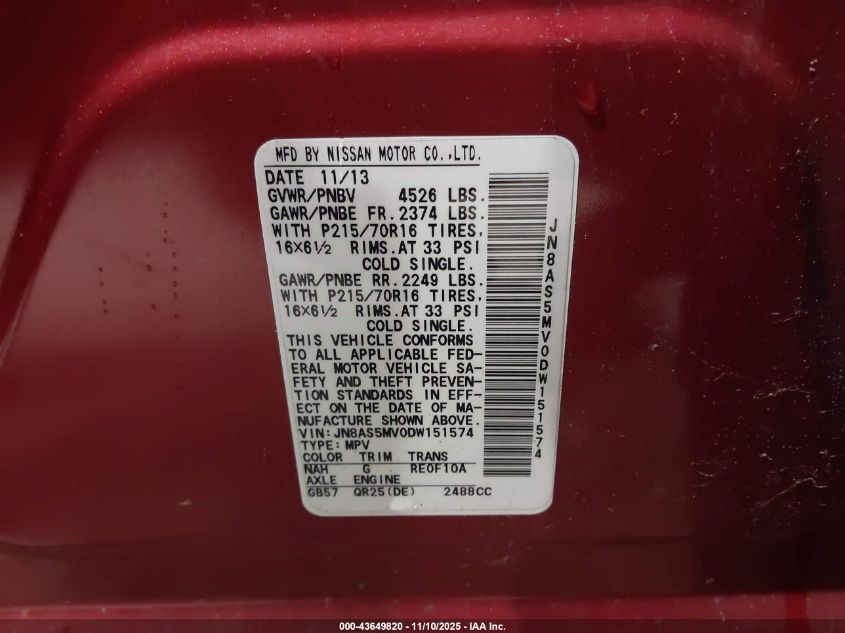 MFD BY NISSAN MOTOR CO.,LTD.
DATE 11/13
GVWR/PNBV 4526 LBS.
GAWR/PNBE FR.2374 LBS.
WITH P215/70R16 TIRES,
16X6½ RIMS.AT 33 PSI
COLD SINGLE.
GAWR/PNBE RR.2249 LBS.
WITH P215/70R16 TIRES,
16X6½ RIMS.AT 33 PSI
COLD SINGLE.
THIS VEHICLE CONFORMS
TO ALL APPLICABLE FED-
ERAL MOTOR VEHICLE SA-
FETY AND THEFT PREVEN-
TION STANDARDS IN EFF-
ECT ON THE DATE OF MA-
NUFACTURE SHOWN ABOVE.
VIN:JN8AS5MV0DW151574
TYPE:MPV
COLOR TRIM TRANS
NAH G RE0F10A
AXLE ENGINE
GB57 QR25(DE) 2488CC
JN8AS5MV0DW151574
000-43649820 - 11/10/2025 - IAA Inc.